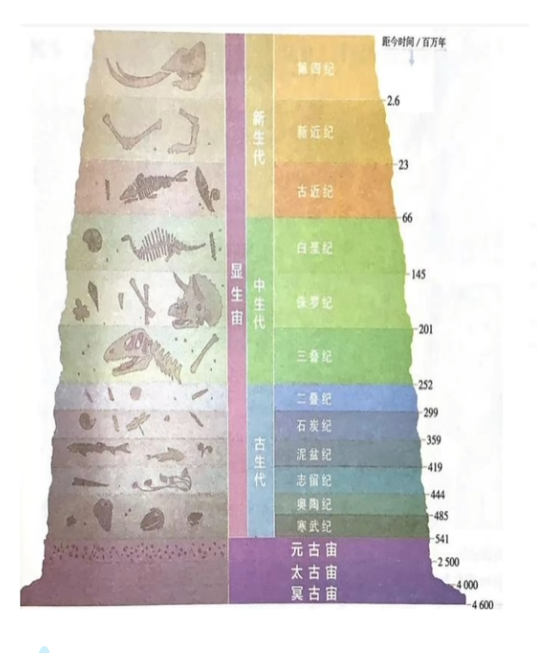 距今时间/百万年
第四纪
2.6
新近纪
23
古近纪
66
白垩纪
145
侏罗纪
201
三叠纪
252
二叠纪
299
石炭纪
359
泥盆纪
419
志留纪
444
奥陶纪
485
寒武纪
541
新生代
中生代
古生代
显生宙
元古宙
2 500
太古宙
4 000
冥古宙
4 600